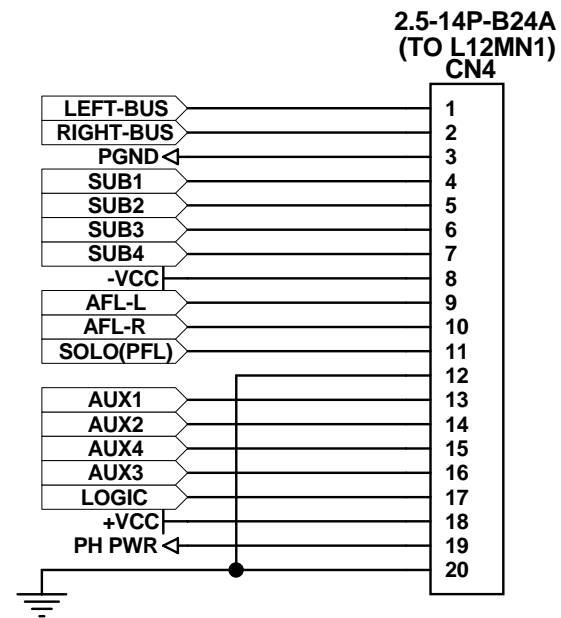 2.5-14P-B24A
(TO L12MN1)
CN4
LEFT-BUS 1
RIGHT-BUS 2
PGND 3
SUB1 4
SUB2 5
SUB3 6
SUB4 7
-VCC 8
AFL-L 9
AFL-R 10
SOLO(PFL) 11
12
AUX1 13
AUX2 14
AUX4 15
AUX3 16
LOGIC 17
+VCC 18
PH PWR 19
20